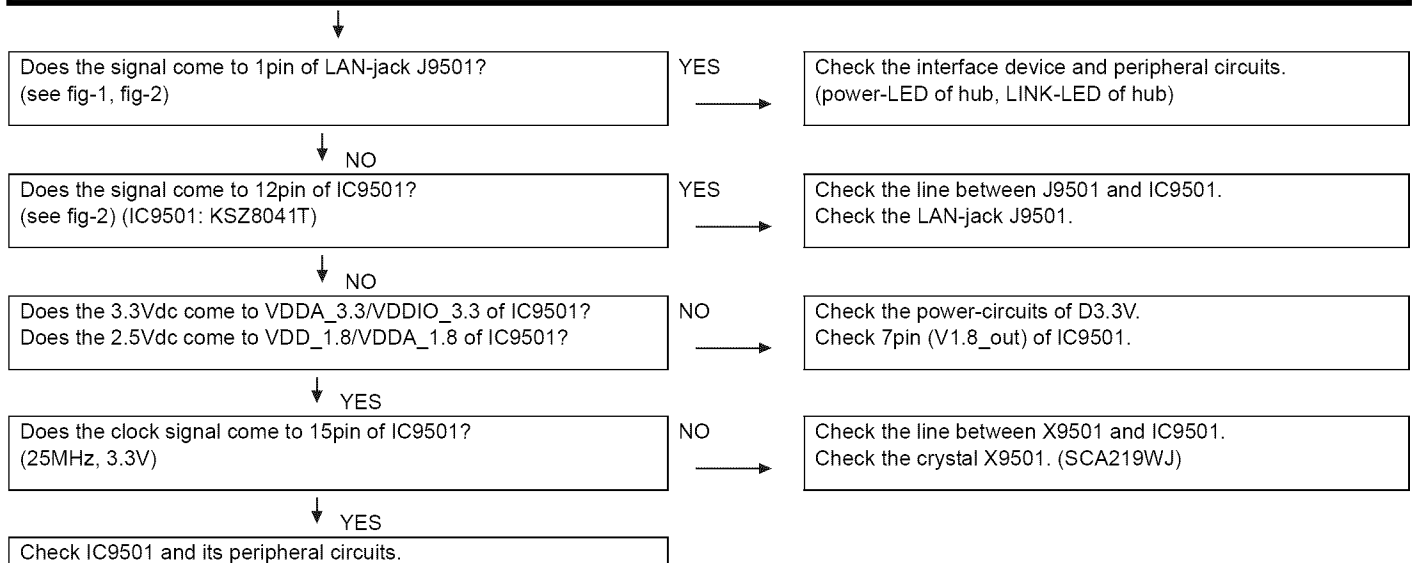 Does the signal come to 1pin of LAN-jack J9501?
(see fig-1, fig-2)
YES
Check the interface device and peripheral circuits.
(power-LED of hub, LINK-LED of hub)
NO
Does the signal come to 12pin of IC9501?
(see fig-2) (IC9501: KSZ8041T)
YES
Check the line between J9501 and IC9501.
Check the LAN-jack J9501.
NO
Does the 3.3Vdc come to VDDA_3.3/VDDIO_3.3 of IC9501?
Does the 2.5Vdc come to VDD_1.8/VDDA_1.8 of IC9501?
NO
Check the power-circuits of D3.3V.
Check 7pin (V1.8_out) of IC9501.
YES
Does the clock signal come to 15pin of IC9501?
(25MHz, 3.3V)
NO
Check the line between X9501 and IC9501.
Check the crystal X9501. (SCA219WJ)
YES
Check IC9501 and its peripheral circuits.